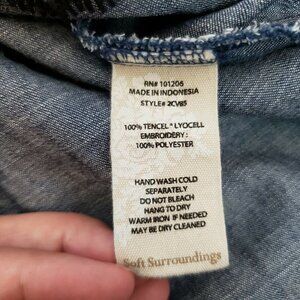 RN# 101206
MADE IN INDONESIA
STYLE# 2CV85
100% TENCEL* LYOCELL
EMBROIDERY :
100% POLYESTER
HAND WASH COLD
SEPARATELY
DO NOT BLEACH
HANG TO DRY
WARM IRON IF NEEDED
MAY BE DRY CLEANED
Soft Surroundings